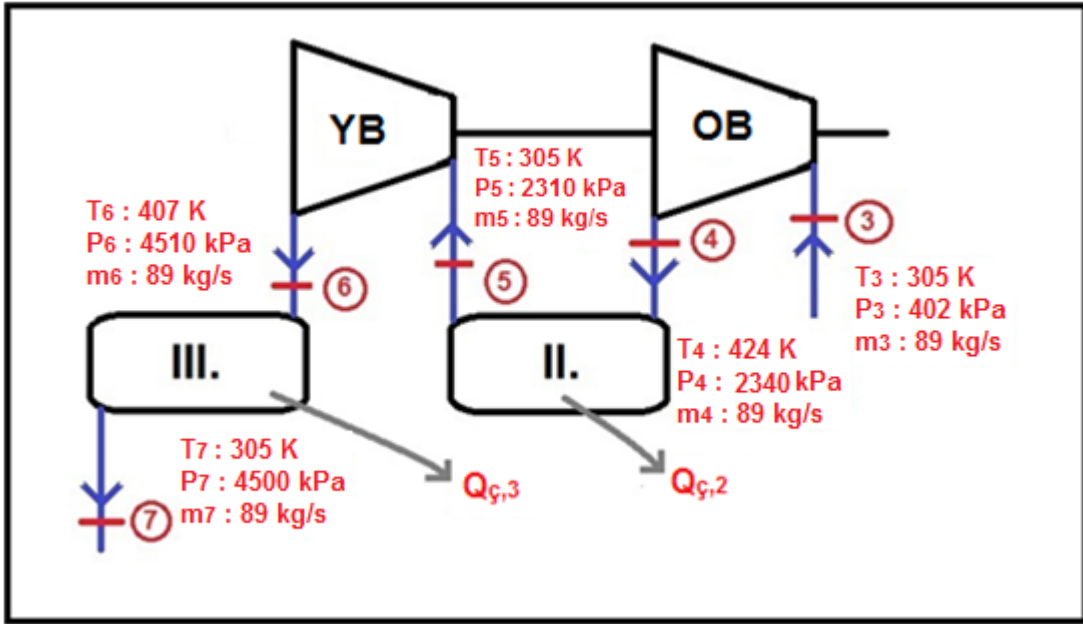 YB
OB
T5 : 305 K
P5 : 2310 kPa
m5 : 89 kg/s
T6 : 407 K
P6 : 4510 kPa
m6 : 89 kg/s
6
5
4
3
T3 : 305 K
P3 : 402 kPa
m3 : 89 kg/s
III.
II.
T4 : 424 K
P4 : 2340 kPa
m4 : 89 kg/s
T7 : 305 K
P7 : 4500 kPa
m7 : 89 kg/s
7
Qç,3
Qç,2